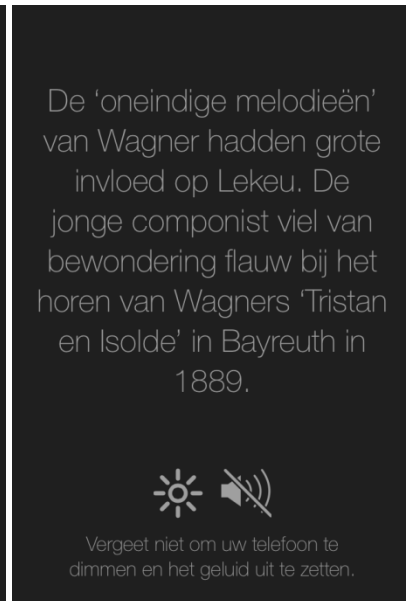 De ‘oneindige melodieën’
van Wagner hadden grote
invloed op Lekeu. De
jonge componist viel van
bewondering flauw bij het
horen van Wagners ‘Tristan
en Isolde’ in Bayreuth in
1889.
Vergeet niet om uw telefoon te
dimmen en het geluid uit te zetten.